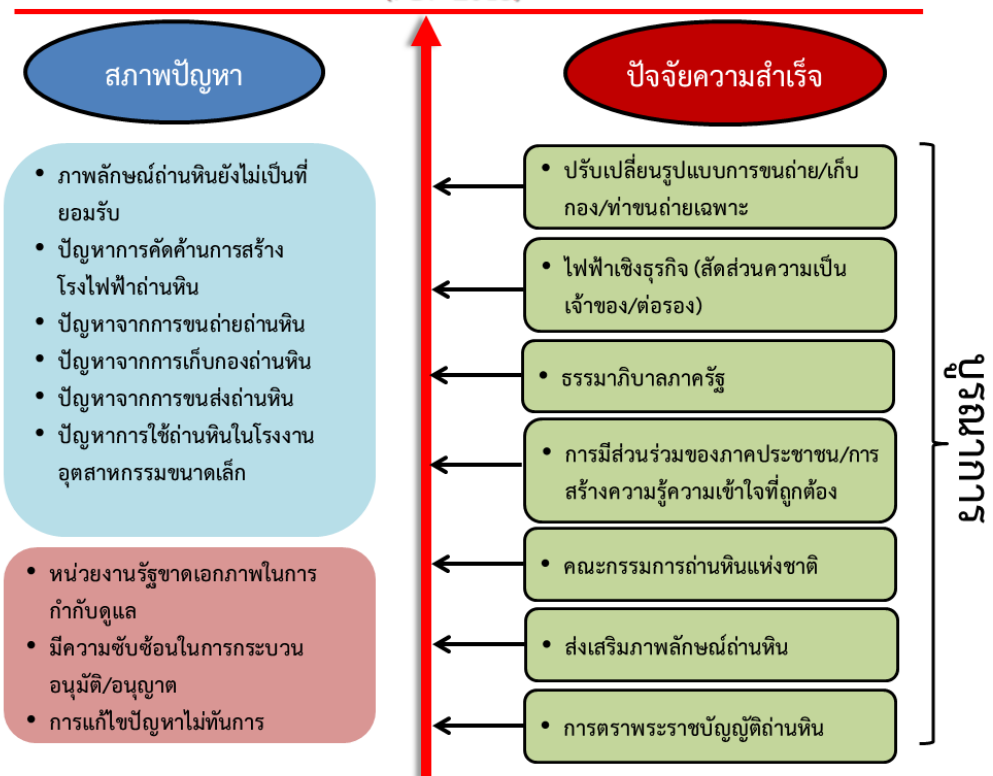 สภาพปัญหา
• ภาพลักษณ์ถ่านหินยังไม่เป็นที่
ยอมรับ
• ปัญหาการคัดค้านการสร้าง
โรงไฟฟ้าถ่านหิน
• ปัญหาจากการขนถ่ายถ่านหิน
• ปัญหาจากการเก็บกองถ่านหิน
• ปัญหาจากการขนส่งถ่านหิน
• ปัญหาการใช้ถ่านหินในโรงงาน
อุตสาหกรรมขนาดเล็ก
• หน่วยงานรัฐขาดเอกภาพในการ
กำกับดูแล
• มีความซับซ้อนในการกระบวน
อนุมัติ/อนุญาต
• การแก้ไขปัญหาไม่ทันการ
ปัจจัยความสำเร็จ
• ปรับเปลี่ยนรูปแบบการขนถ่าย/เก็บ
กอง/ท่าขนถ่ายเฉพาะ
• ไฟฟ้าเชิงธุรกิจ (สัดส่วนความเป็น
เจ้าของ/ต่อรอง)
• ธรรมาภิบาลภาครัฐ
• การมีส่วนร่วมของภาคประชาชน/การ
สร้างความรู้ความเข้าใจที่ถูกต้อง
• คณะกรรมการถ่านหินแห่งชาติ
• ส่งเสริมภาพลักษณ์ถ่านหิน
• การตราพระราชบัญญัติถ่านหิน
บูรณาการ